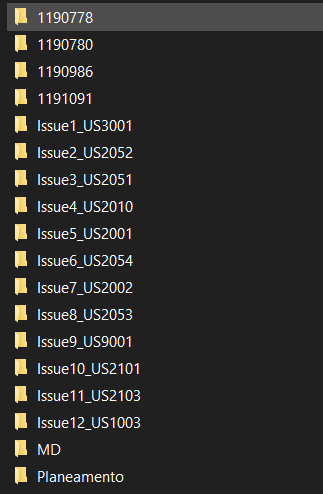 1190778
1190780
1190986
1191091
Issue1_US3001
Issue2_US2052
Issue3_US2051
Issue4_US2010
Issue5_US2001
Issue6_US2054
Issue7_US2002
Issue8_US2053
Issue9_US9001
Issue10_US2101
Issue11_US2103
Issue12_US1003
MD
Planeamento